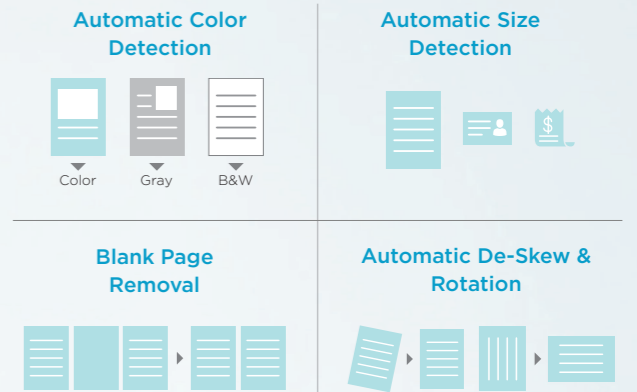 Automatic Color
Detection
Color
Gray
B&W
Automatic Size
Detection
$
Blank Page
Removal
Automatic De-Skew &
Rotation